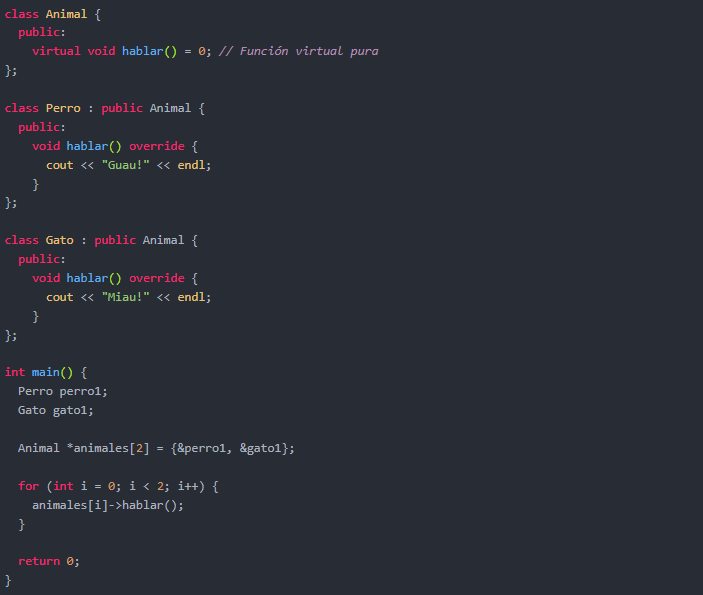 class Animal {
  public:
    virtual void hablar() = 0; // Función virtual pura
};

class Perro : public Animal {
  public:
    void hablar() override {
      cout << "Guau!" << endl;
    }
};

class Gato : public Animal {
  public:
    void hablar() override {
      cout << "Miau!" << endl;
    }
};

int main() {
  Perro perro1;
  Gato gato1;

  Animal *animales[2] = {&perro1, &gato1};

  for (int i = 0; i < 2; i++) {
    animales[i]->hablar();
  }

  return 0;
}